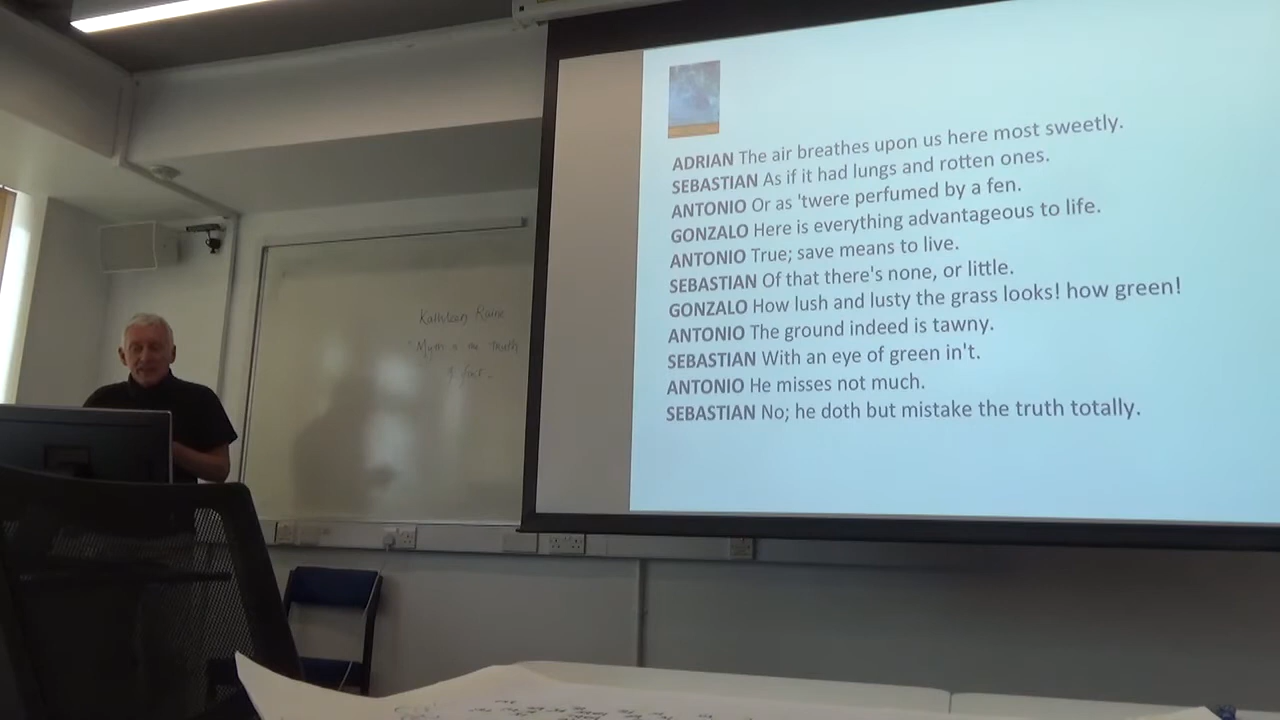 ADRIAN The air breathes upon us here most sweetly.
SEBASTIAN As if it had lungs and rotten ones.
ANTONIO Or as 'twere perfumed by a fen.
GONZALO Here is everything advantageous to life.
ANTONIO True; save means to live.
SEBASTIAN Of that there's none, or little.
GONZALO How lush and lusty the grass looks! how green!
ANTONIO The ground indeed is tawny.
SEBASTIAN With an eye of green in't.
ANTONIO He misses not much.
SEBASTIAN No; he doth but mistake the truth totally.
Kathleen Raine
"Myth is the truth